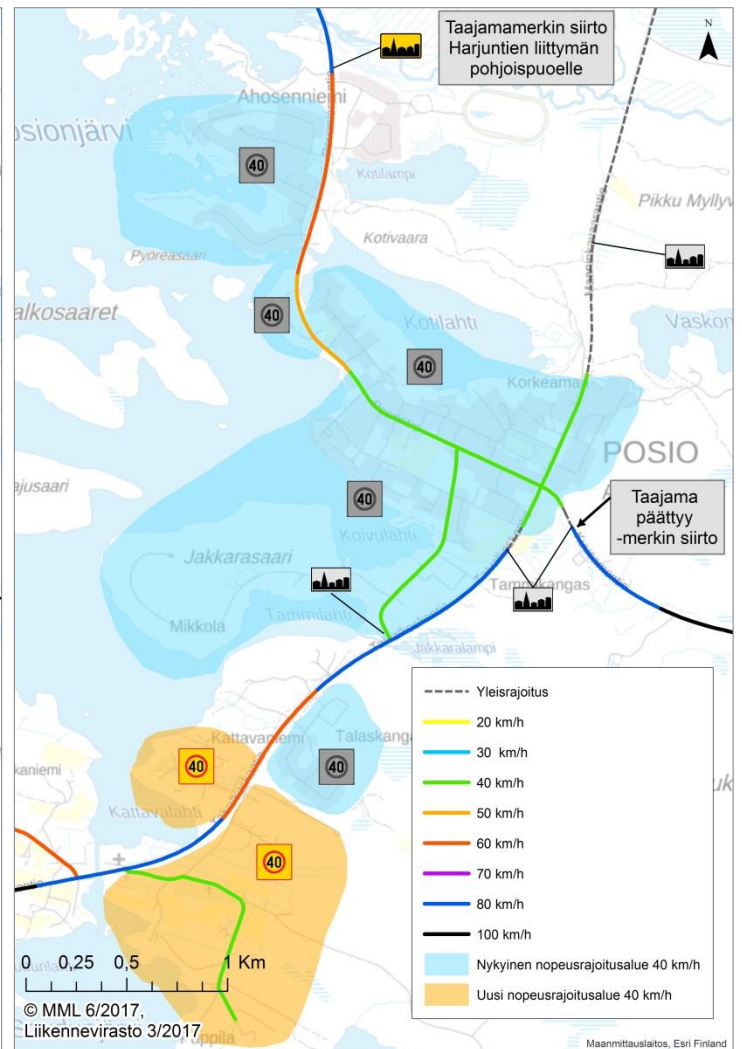 Taajamamerkin siirto
Harjuntien liittymän
pohjoispuolelle
N
Ahosenniemi
osionjärvi
40
Kotilampi
Pikku Myllyv
Kotivaara
Pyöreäsaari
alkosaaret
40
Kotilahti
Vaskon
40
Korkeamaa
POSIO
ajusaari
40
Taajama
päättyy
-merkin siirto
Koivulahti
Jakkarasaari
Mikkola
Tammilahti
Jakkaralampi
Kattavaniemi
Talaskanga
40
40
kaniemi
Kattavalahti
40
Yleisrajoitus
20 km/h
30 km/h
40 km/h
50 km/h
60 km/h
70 km/h
80 km/h
100 km/h
Nykyinen nopeusrajoitusalue 40 km/h
Uusi nopeusrajoitusalue 40 km/h
0 0,25 0,5 1 Km
© MML 6/2017,
Liikennevirasto 3/2017
Maanmittauslaitos, Esri Finland